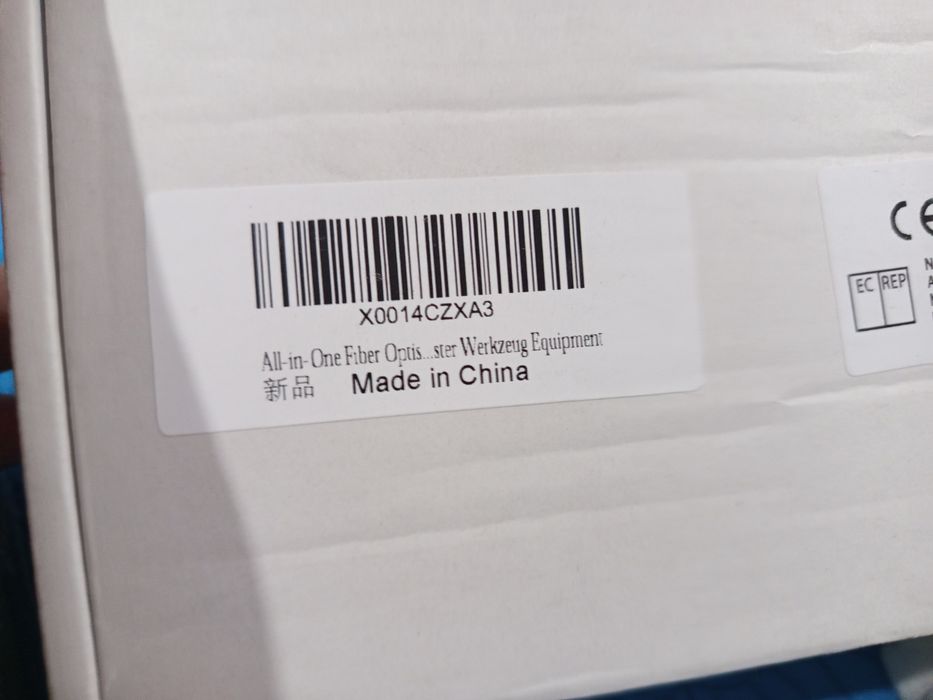 X0014CZXA3
All-in-One Fiber Optis...ster Werkzeug Equipment
新品 Made in China
CE
EC REP